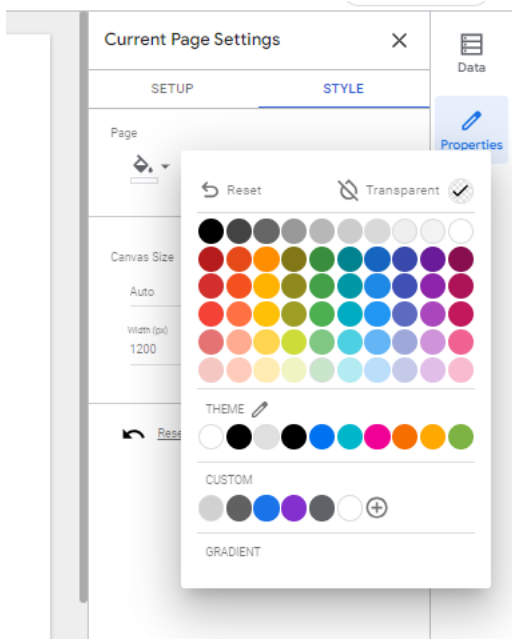 Current Page Settings
Data
SETUP
STYLE
Properties
Page
Reset
Transparent
Canvas Size
Auto
Width (px)
1200
THEME
Rese
CUSTOM
GRADIENT